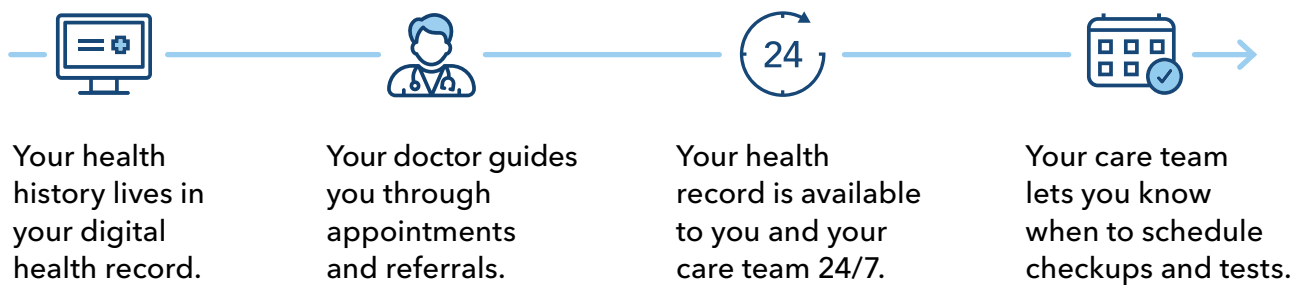 24
Your health
history lives in
your digital
health record.
Your doctor guides
you through
appointments
and referrals.
Your health
record is available
to you and your
care team 24/7.
Your care team
lets you know
when to schedule
checkups and tests.